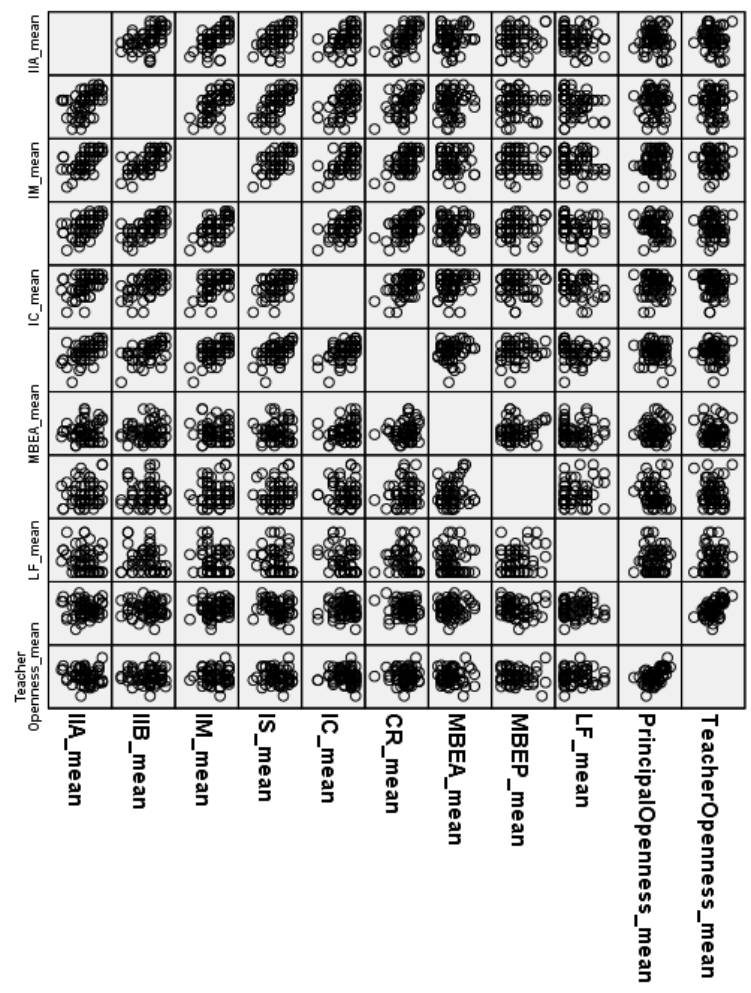 IIA_mean
IM_mean
IC_mean
MBEA_mean
LF_mean
Teacher
Openness_mean
IIA_mean
IIB_mean
IM_mean
IS_mean
IC_mean
CR_mean
MBEA_mean
MBEP_mean
LF_mean
PrincipalOpenness_mean
TeacherOpenness_mean